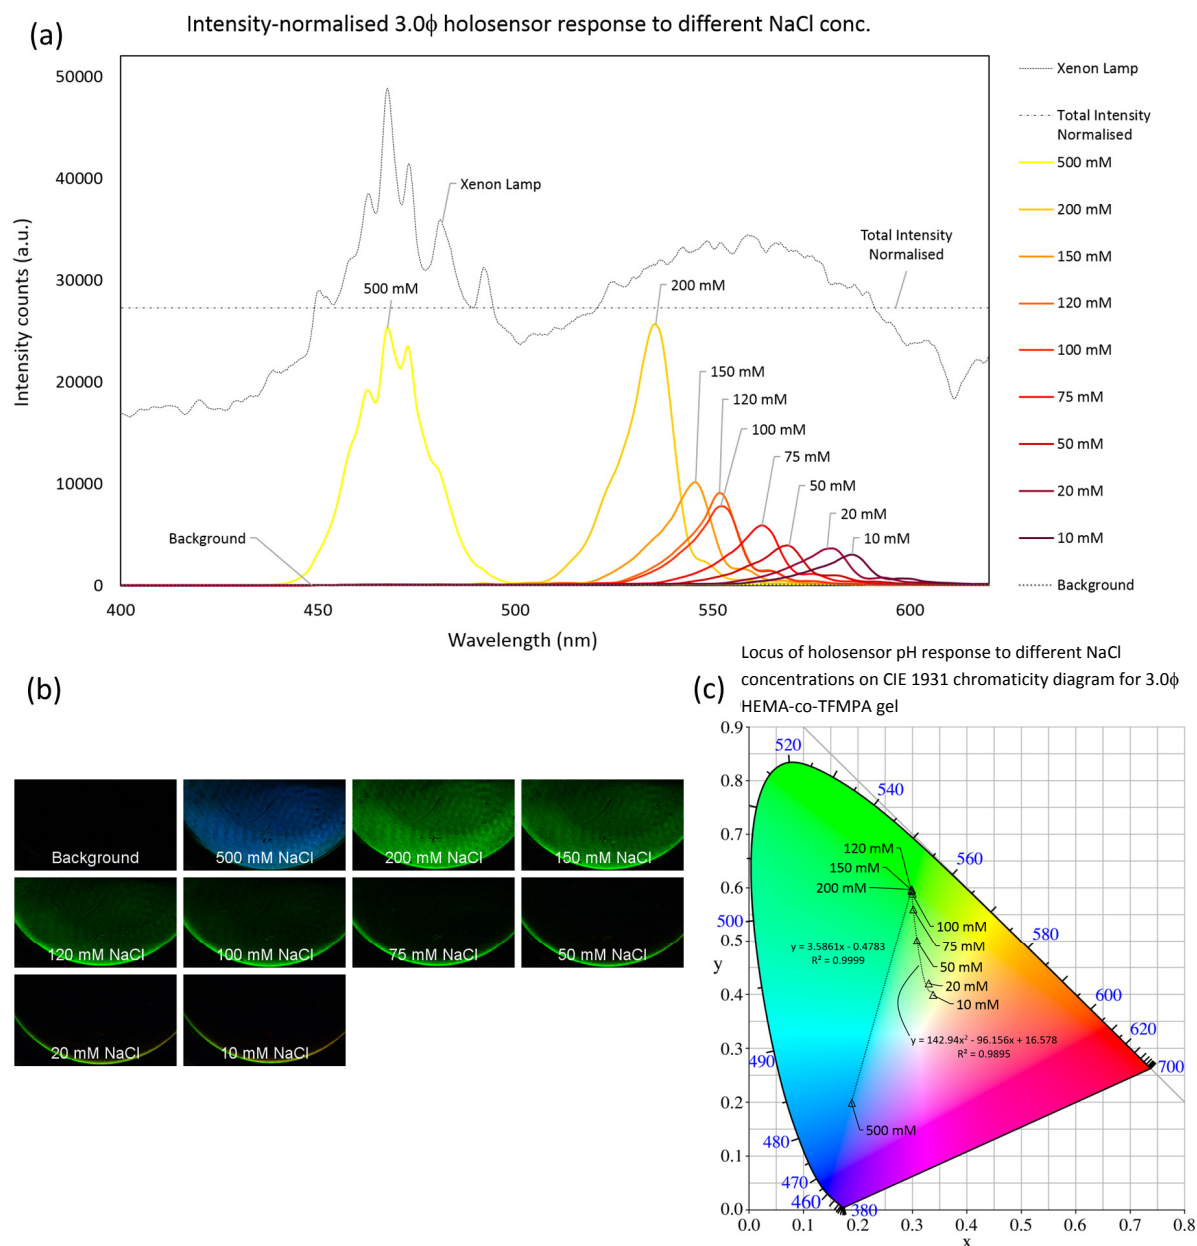 (a)
Intensity-normalised 3.0ϕ holosensor response to different NaCl conc.
50000
40000
30000
20000
10000
0
Intensity counts (a.u.)
400
450
500
550
600
Wavelength (nm)
Xenon Lamp
Total Intensity
Normalised
500 mM
200 mM
150 mM
120 mM
100 mM
75 mM
50 mM
20 mM
10 mM
Background
Xenon Lamp
Total Intensity
Normalised
500 mM
200 mM
150 mM
120 mM
100 mM
75 mM
50 mM
20 mM
10 mM
Background
(b)
Background
500 mM NaCl
200 mM NaCl
150 mM NaCl
120 mM NaCl
100 mM NaCl
75 mM NaCl
50 mM NaCl
20 mM NaCl
10 mM NaCl
(c)
Locus of holosensor pH response to different NaCl
concentrations on CIE 1931 chromaticity diagram for 3.0ϕ
HEMA-co-TFMPA gel
0.9
0.8
0.7
0.6
0.5
0.4
0.3
0.2
0.1
0.0
y
0.0
0.1
0.2
0.3
0.4
0.5
0.6
0.7
0.8
x
520
540
560
580
600
620
700
500
490
480
470
460
380
120 mM
150 mM
200 mM
100 mM
75 mM
50 mM
20 mM
10 mM
500 mM
y = 3.5861x - 0.4783
R² = 0.9999
y = 142.94x² - 96.156x + 16.578
R² = 0.9895